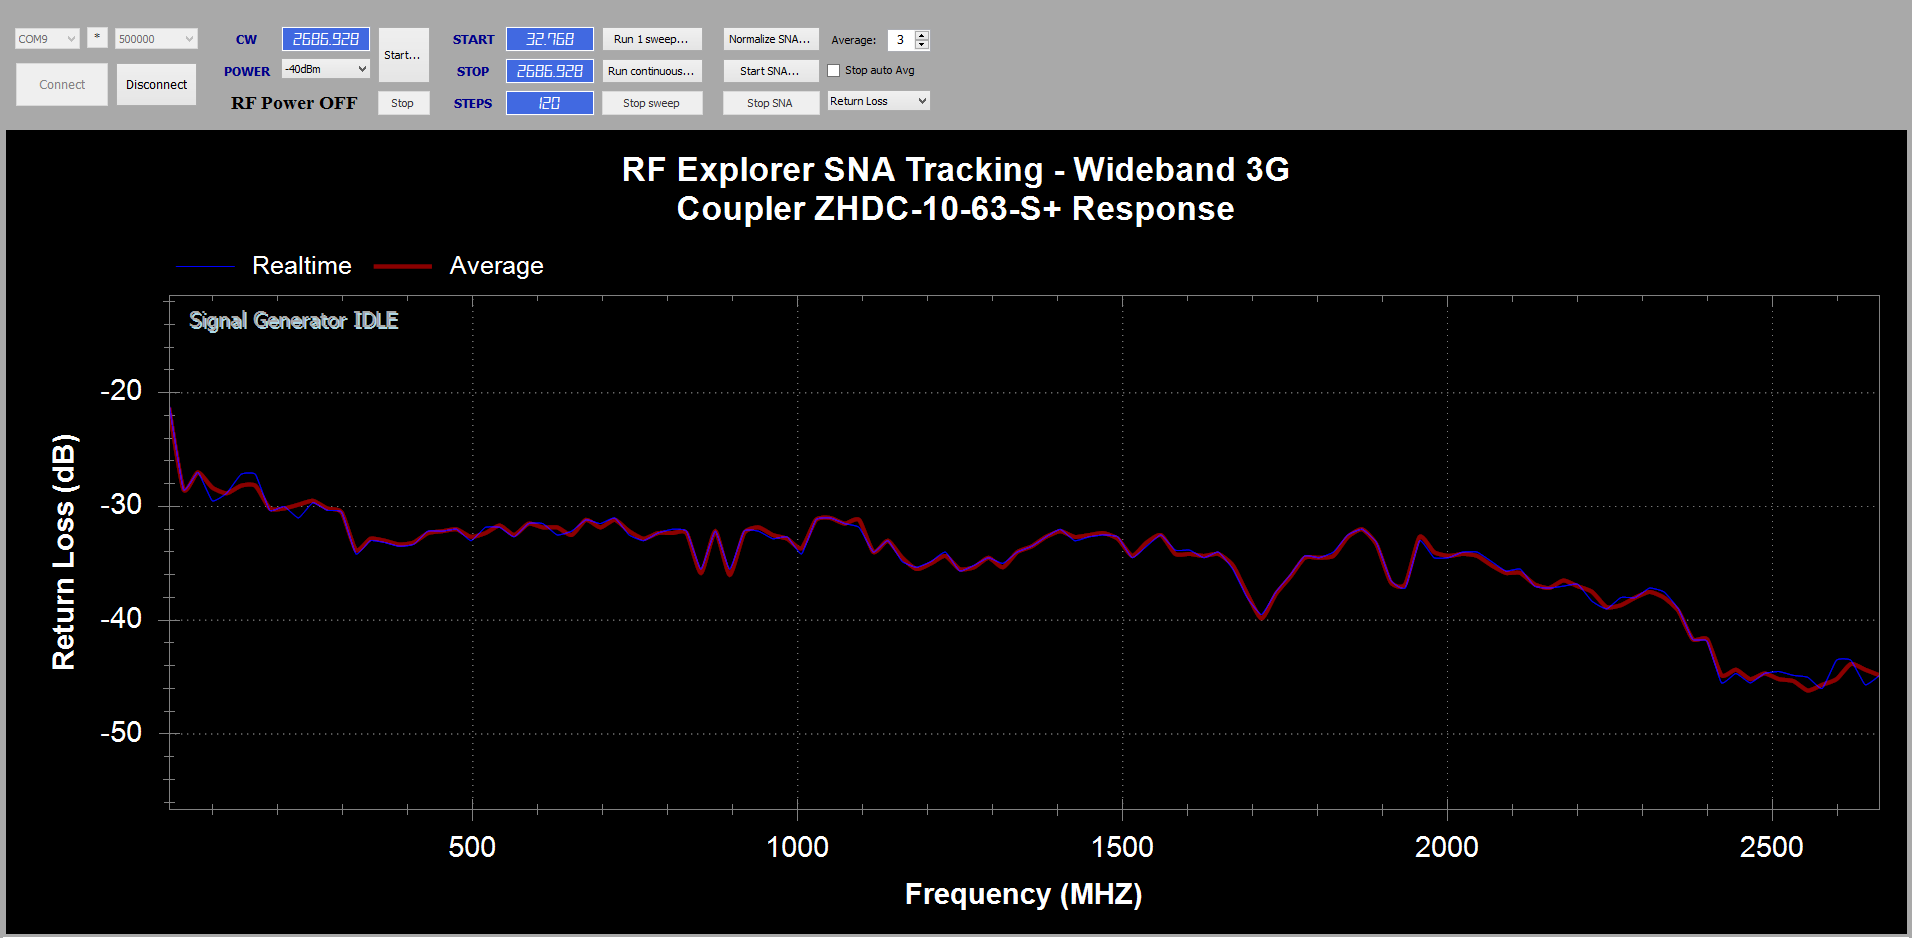 COM9 * 500000 CW 2686.928 Start... START 32.768 Run 1 sweep... Normalize SNA... Average: 3
Connect Disconnect POWER -40dBm STOP 2686.928 Run continuous... Start SNA... Stop auto Avg
RF Power OFF Stop STEPS 120 Stop sweep Stop SNA Return Loss
RF Explorer SNA Tracking - Wideband 3G
Coupler ZHDC-10-63-S+ Response
Realtime Average
Signal Generator IDLE
Return Loss (dB)
-20
-30
-40
-50
500 1000 1500 2000 2500
Frequency (MHZ)